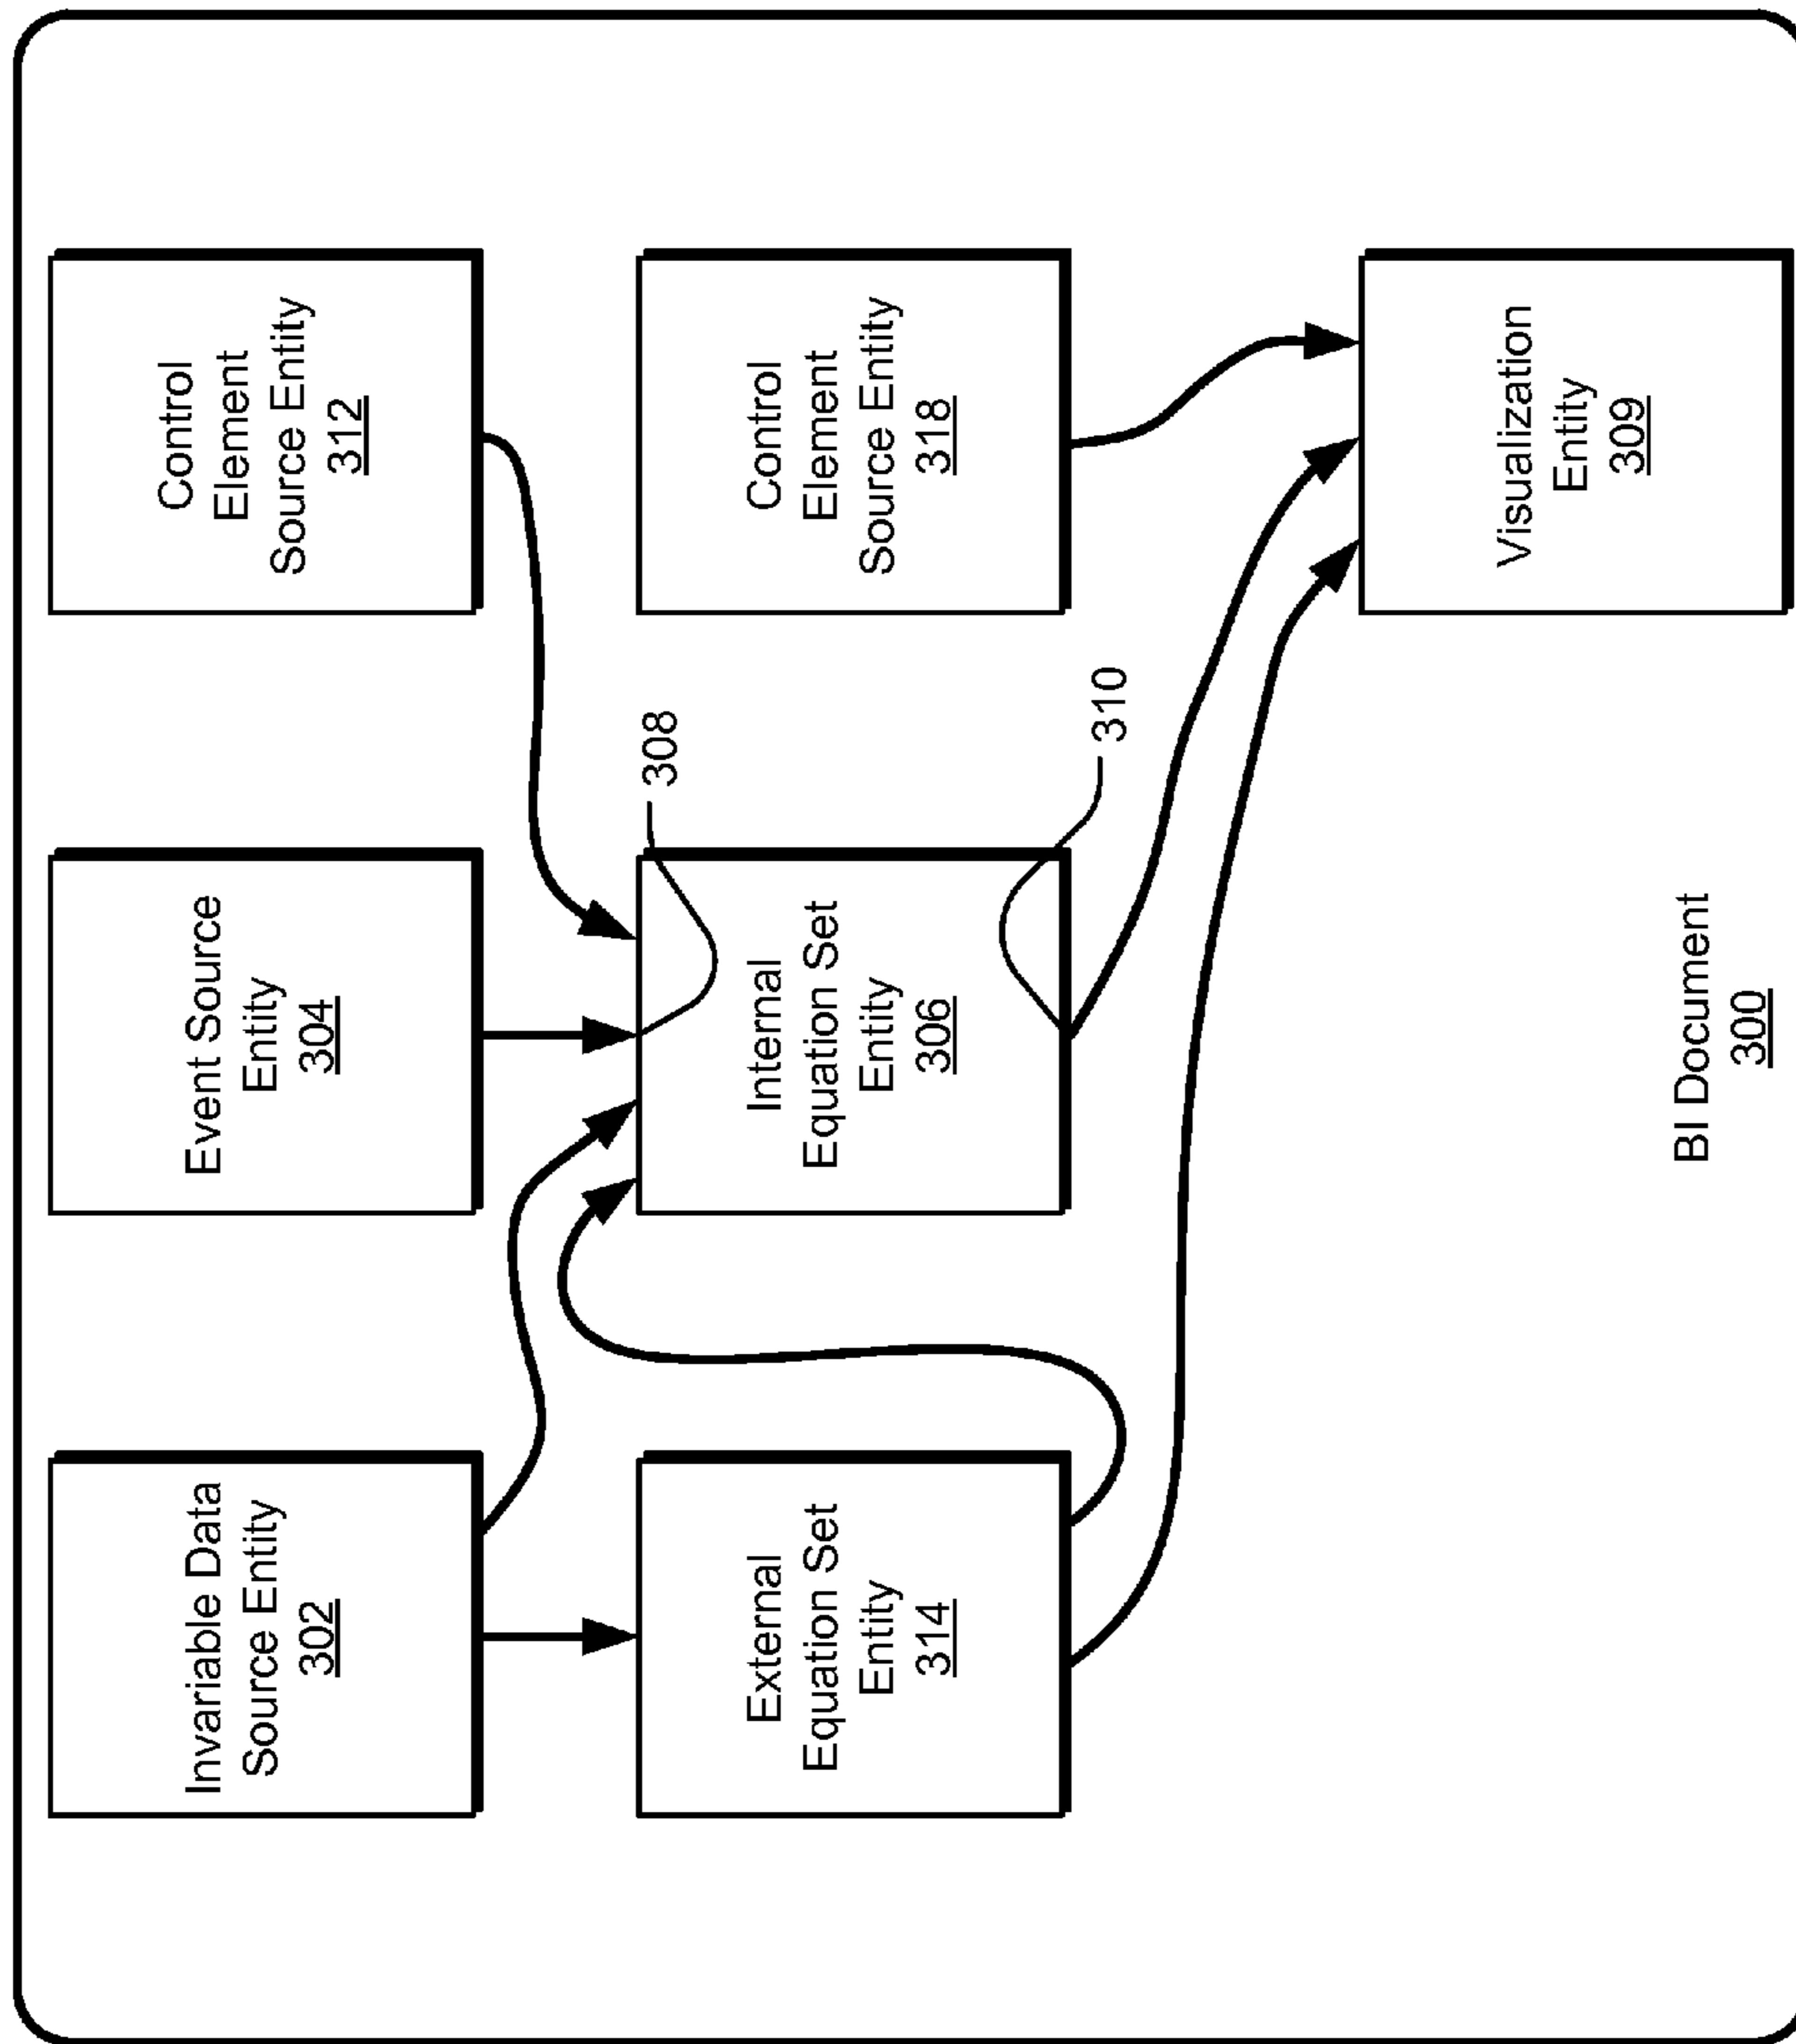 Invariable Data
Source Entity
302
Event Source
Entity
304
Control
Element
Source Entity
312
External
Equation Set
Entity
314
Internal
Equation Set
Entity
306
308
310
Control
Element
Source Entity
318
Visualization
Entity
309
BI Document
300